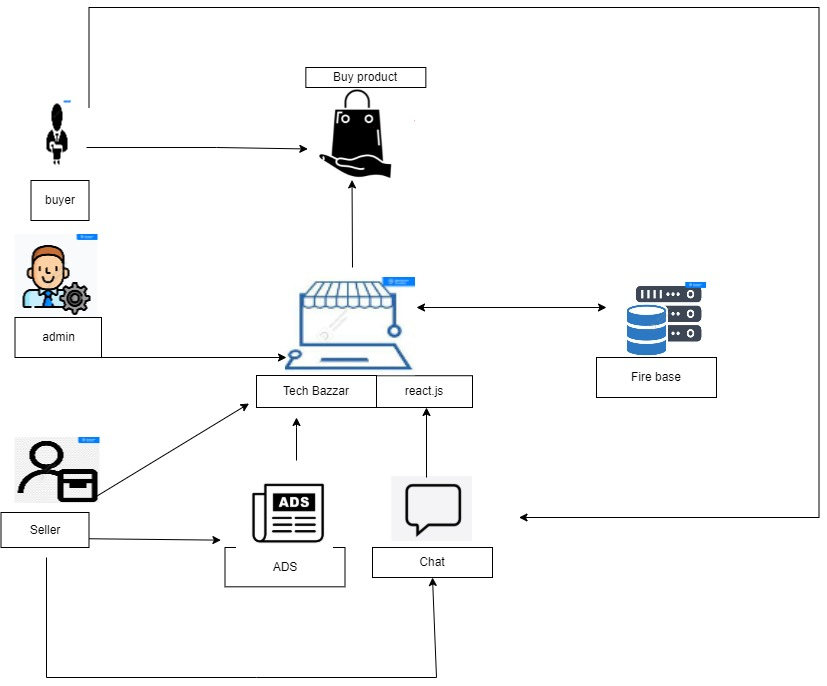 Buy product
buyer
admin
Tech Bazzar
react.js
Fire base
Seller
ADS
ADS
Chat